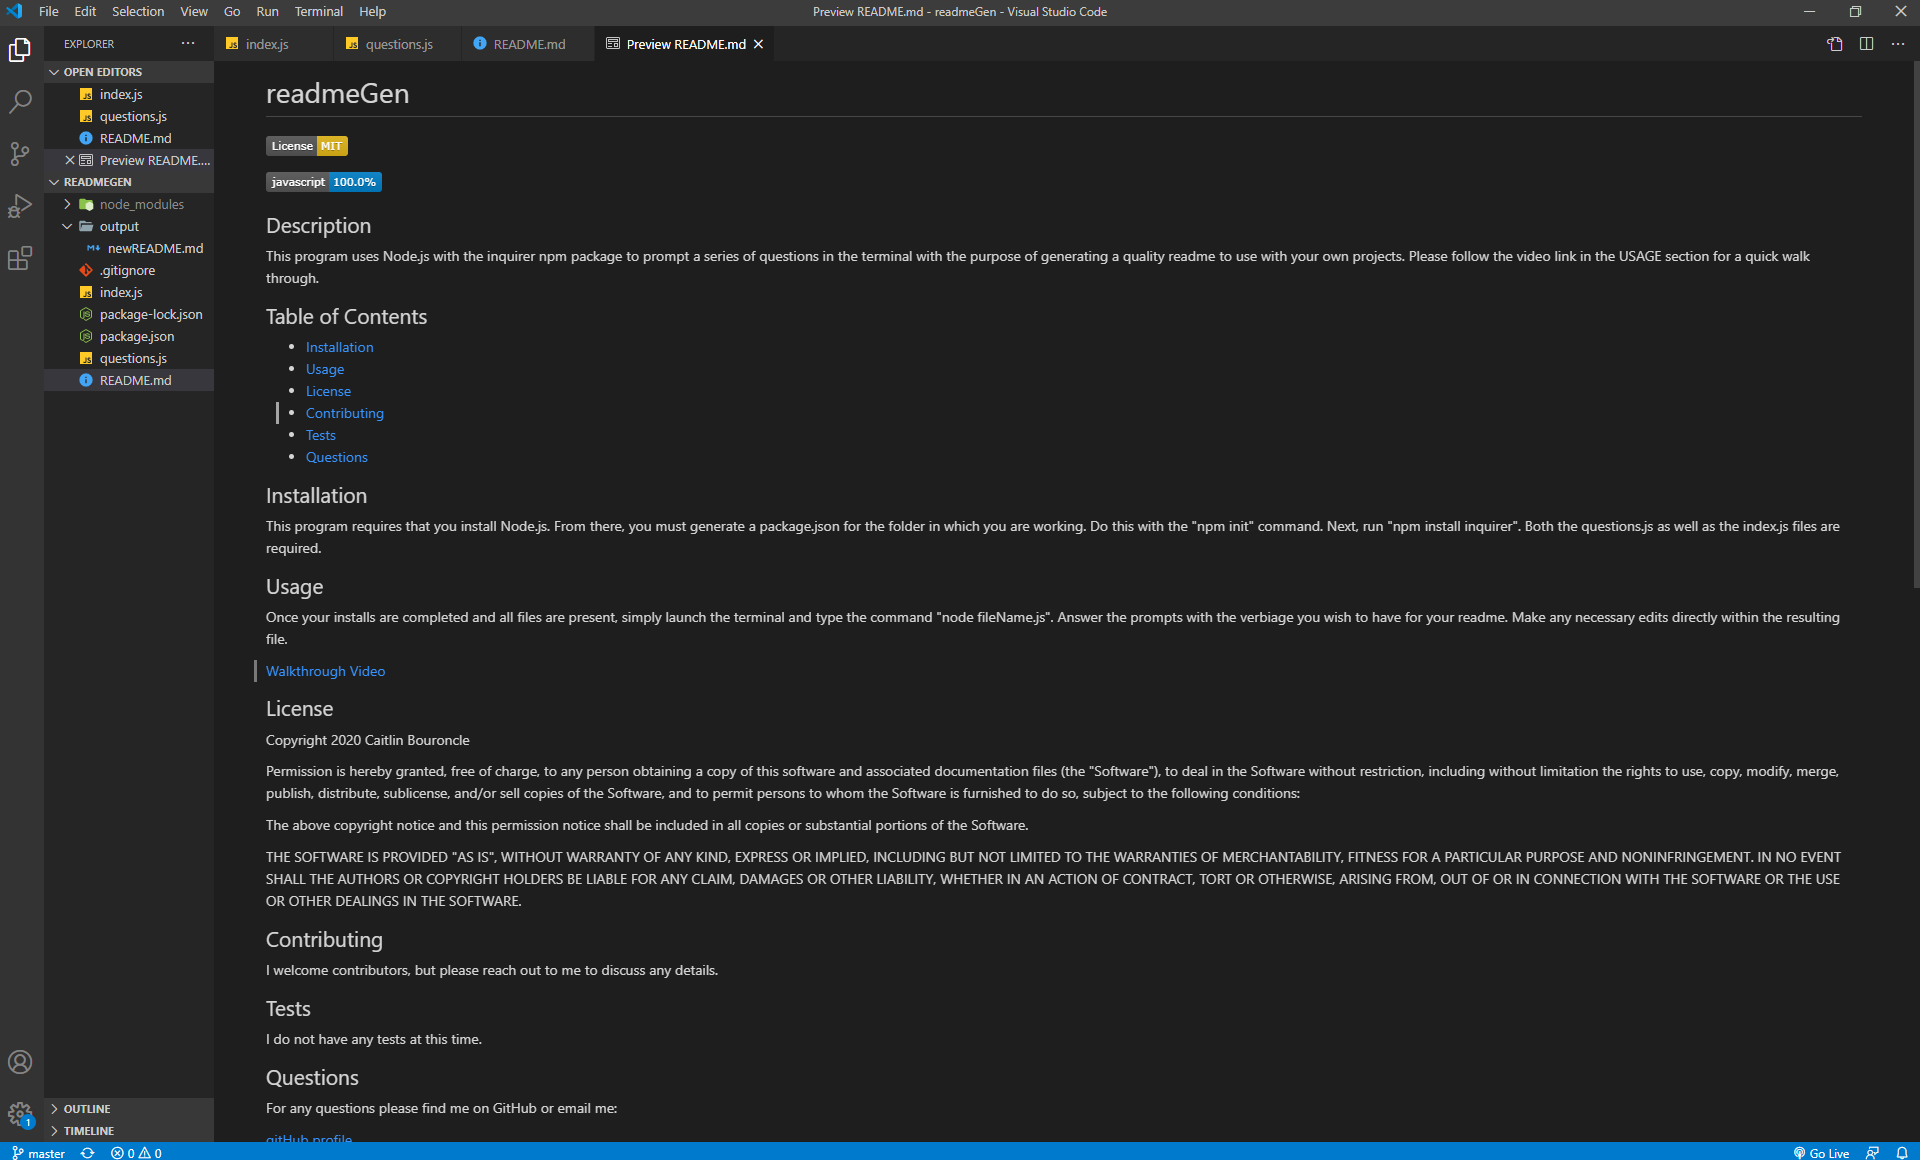 File Edit Selection View Go Run Terminal Help
Preview README.md - readmeGen - Visual Studio Code
EXPLORER
index.js
questions.js
README.md
Preview README.md
OPEN EDITORS
index.js
questions.js
README.md
Preview README....
READMEGEN
node_modules
output
newREADME.md
.gitignore
index.js
package-lock.json
package.json
questions.js
README.md
OUTLINE
TIMELINE
1
readmeGen
License MIT
javascript 100.0%
Description
This program uses Node.js with the inquirer npm package to prompt a series of questions in the terminal with the purpose of generating a quality readme to use with your own projects. Please follow the video link in the USAGE section for a quick walk
through.
Table of Contents
Installation
Usage
License
Contributing
Tests
Questions
Installation
This program requires that you install Node.js. From there, you must generate a package.json for the folder in which you are working. Do this with the "npm init" command. Next, run "npm install inquirer". Both the questions.js as well as the index.js files are
required.
Usage
Once your installs are completed and all files are present, simply launch the terminal and type the command "node fileName.js". Answer the prompts with the verbiage you wish to have for your readme. Make any necessary edits directly within the resulting
file.
Walkthrough Video
License
Copyright 2020 Caitlin Bouroncle
Permission is hereby granted, free of charge, to any person obtaining a copy of this software and associated documentation files (the "Software"), to deal in the Software without restriction, including without limitation the rights to use, copy, modify, merge,
publish, distribute, sublicense, and/or sell copies of the Software, and to permit persons to whom the Software is furnished to do so, subject to the following conditions:
The above copyright notice and this permission notice shall be included in all copies or substantial portions of the Software.
THE SOFTWARE IS PROVIDED "AS IS", WITHOUT WARRANTY OF ANY KIND, EXPRESS OR IMPLIED, INCLUDING BUT NOT LIMITED TO THE WARRANTIES OF MERCHANTABILITY, FITNESS FOR A PARTICULAR PURPOSE AND NONINFRINGEMENT. IN NO EVENT
SHALL THE AUTHORS OR COPYRIGHT HOLDERS BE LIABLE FOR ANY CLAIM, DAMAGES OR OTHER LIABILITY, WHETHER IN AN ACTION OF CONTRACT, TORT OR OTHERWISE, ARISING FROM, OUT OF OR IN CONNECTION WITH THE SOFTWARE OR THE USE
OR OTHER DEALINGS IN THE SOFTWARE.
Contributing
I welcome contributors, but please reach out to me to discuss any details.
Tests
I do not have any tests at this time.
Questions
For any questions please find me on GitHub or email me:
gitHub profile
master 0 0
Go Live